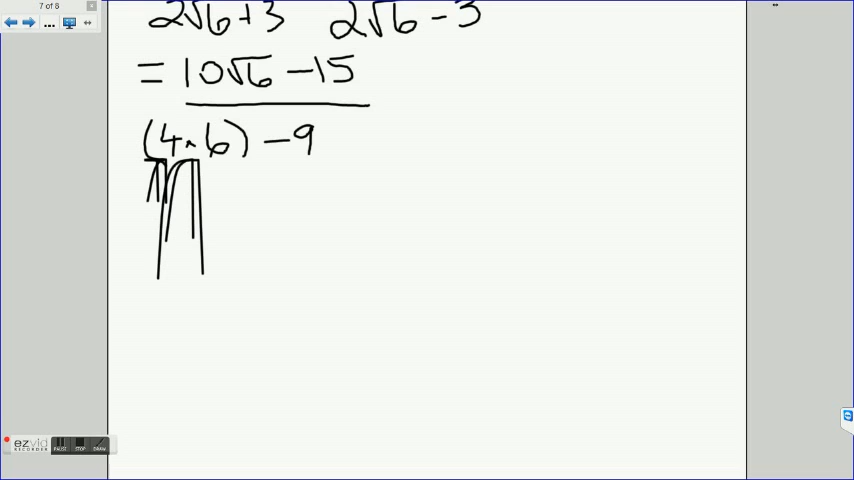 7 of 8
2√6 + 3 2√6 - 3
= 10√6 - 15
(4 × 6) - 9
ezvid
RECORDER
PAUSE STOP DRAW